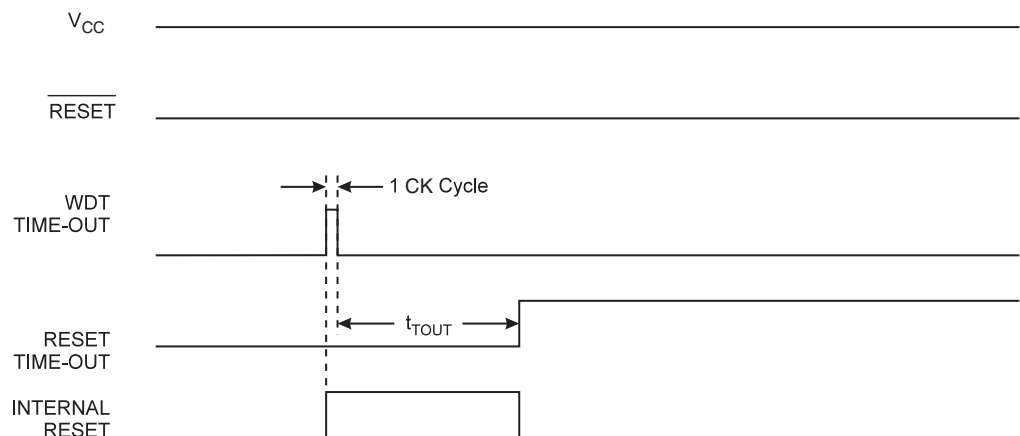 VCC
RESET
1 CK Cycle
WDT
TIME-OUT
tTOUT
RESET
TIME-OUT
INTERNAL
RESET